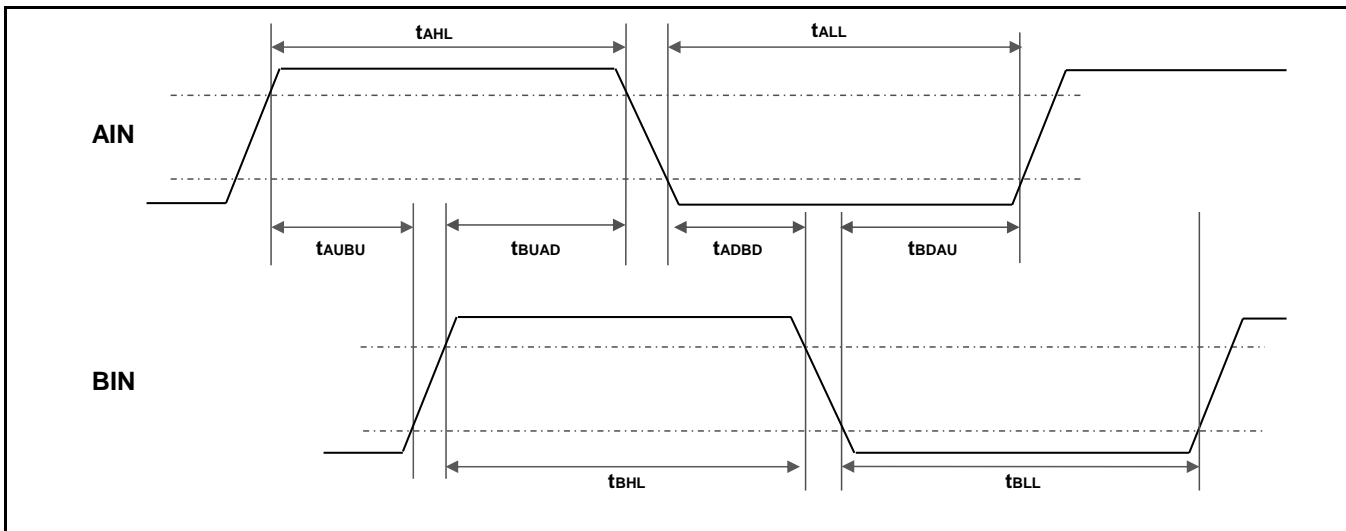 tAHL tALL
AIN
tAUBU tBUAD tADBD tBDAU
BIN
tBHL tBLL